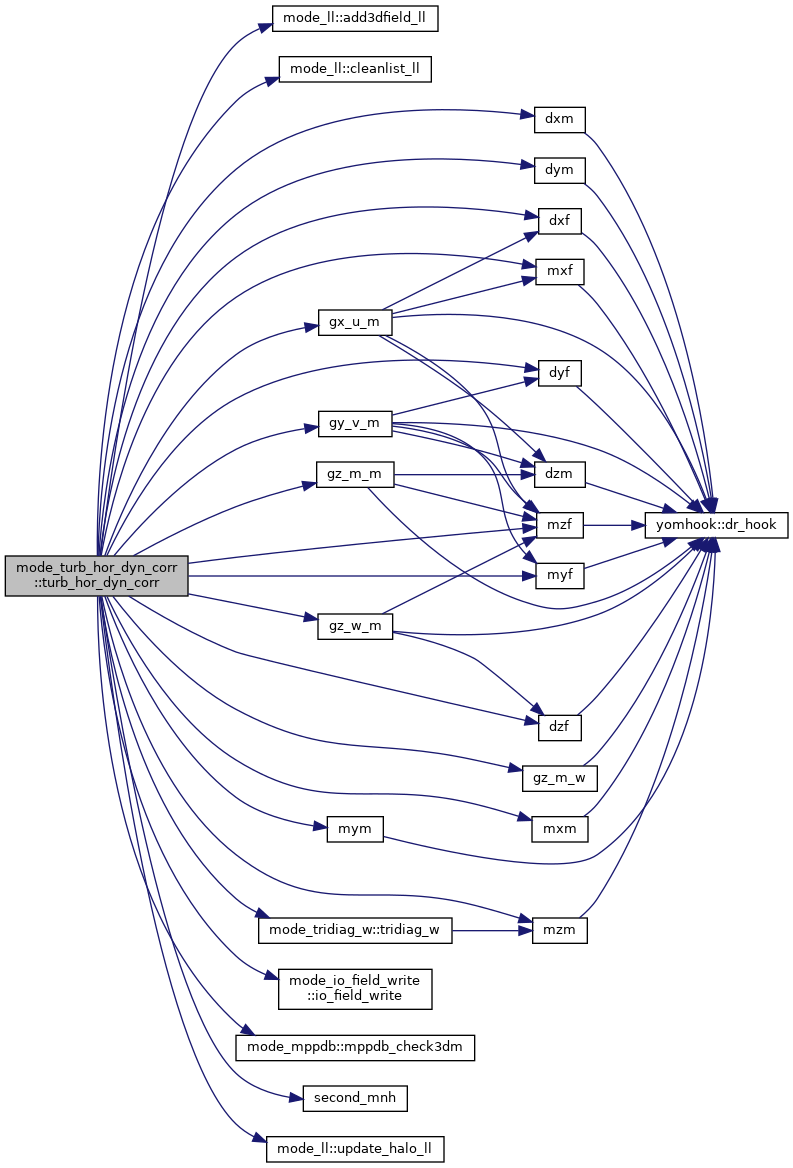 mode_ll::add3dfield_ll
mode_ll::cleanlist_ll
dxm
dym
dxf
mxf
gx_u_m
dyf
gy_v_m
gz_m_m
dzm
mzf
yomhook::dr_hook
mode_turb_hor_dyn_corr
::turb_hor_dyn_corr
myf
gz_w_m
dzf
gz_m_w
mym
mxm
mode_tridiag_w::tridiag_w
mzm
mode_io_field_write
::io_field_write
mode_mppdb::mppdb_check3dm
second_mnh
mode_ll::update_halo_ll